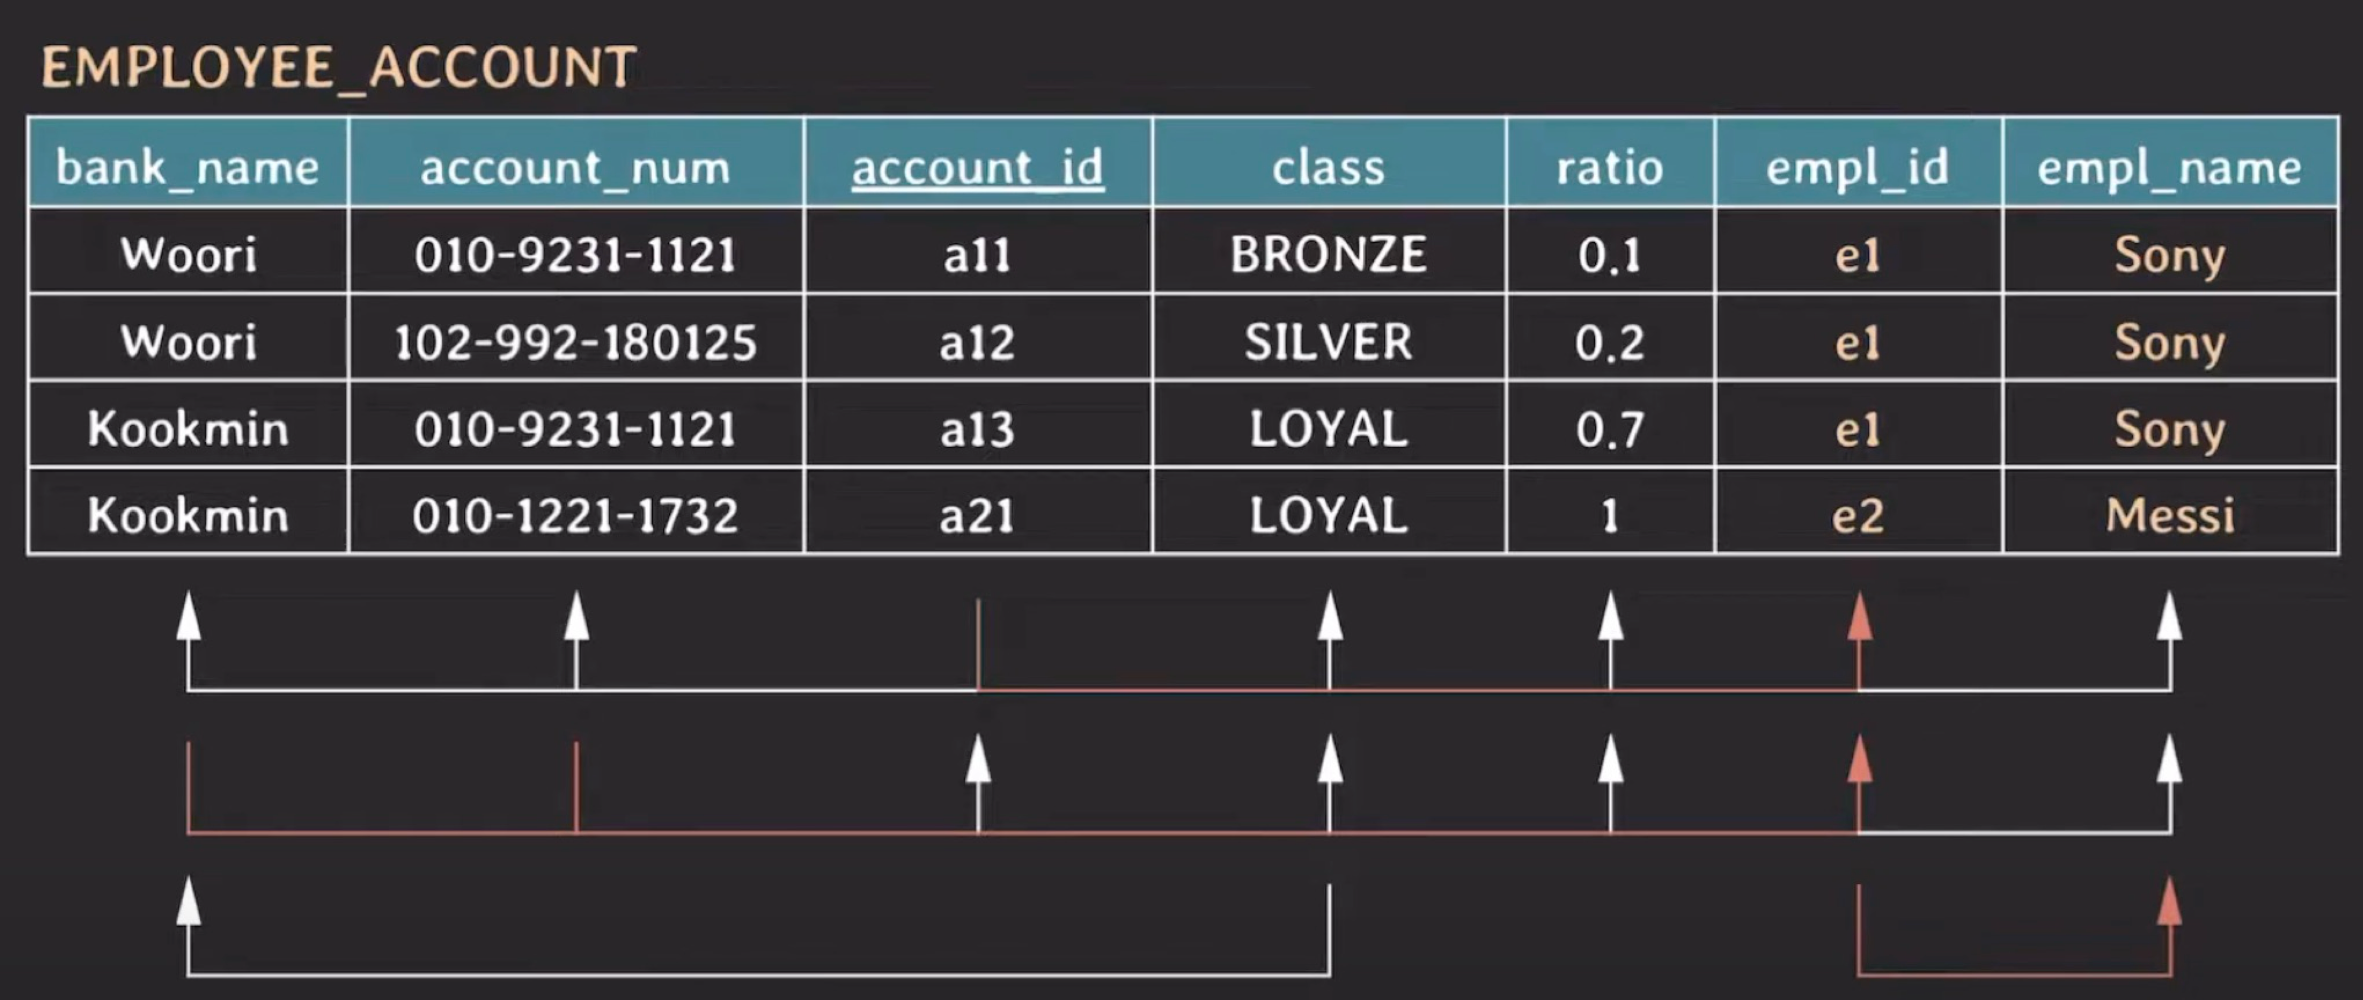 EMPLOYEE_ACCOUNT
bank_name account_num account_id class ratio empl_id empl_name
Woori 010-9231-1121 a11 BRONZE 0.1 e1 Sony
Woori 102-992-180125 a12 SILVER 0.2 e1 Sony
Kookmin 010-9231-1121 a13 LOYAL 0.7 e1 Sony
Kookmin 010-1221-1732 a21 LOYAL 1 e2 Messi